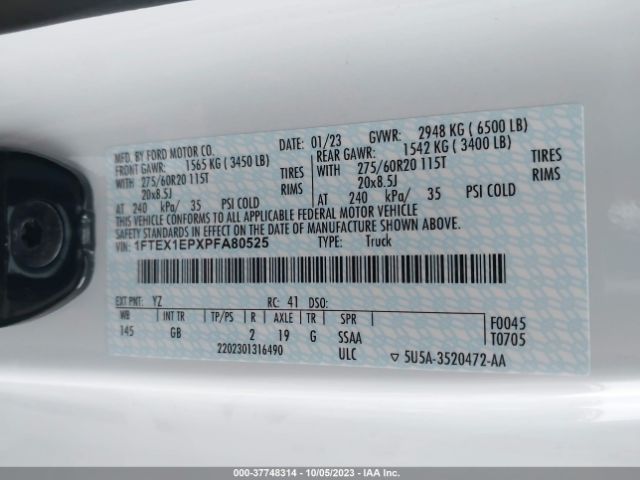 MFD. BY FORD MOTOR CO. DATE: 01/23 GVWR: 2948 KG ( 6500 LB)
FRONT GAWR: 1565 KG ( 3450 LB) REAR GAWR: 1542 KG ( 3400 LB)
WITH 275/60R20 115T TIRES WITH 275/60R20 115T TIRES
20x8.5J RIMS 20x8.5J RIMS
AT 240 kPa/ 35 PSI COLD AT 240 kPa/ 35 PSI COLD
THIS VEHICLE CONFORMS TO ALL APPLICABLE FEDERAL MOTOR VEHICLE
SAFETY STANDARDS IN EFFECT ON THE DATE OF MANUFACTURE SHOWN ABOVE.
VIN: 1FTEX1EPXPFA80525 TYPE: Truck
EXT PNT: YZ RC: 41 DSO:
WB INT TR TP/PS R AXLE TR SPR F0045
145 GB 2 19 G SSAA T0705
2202301316490 ULC ▽ 5U5A-3520472-AA
000-37748314 - 10/05/2023 - IAA Inc.